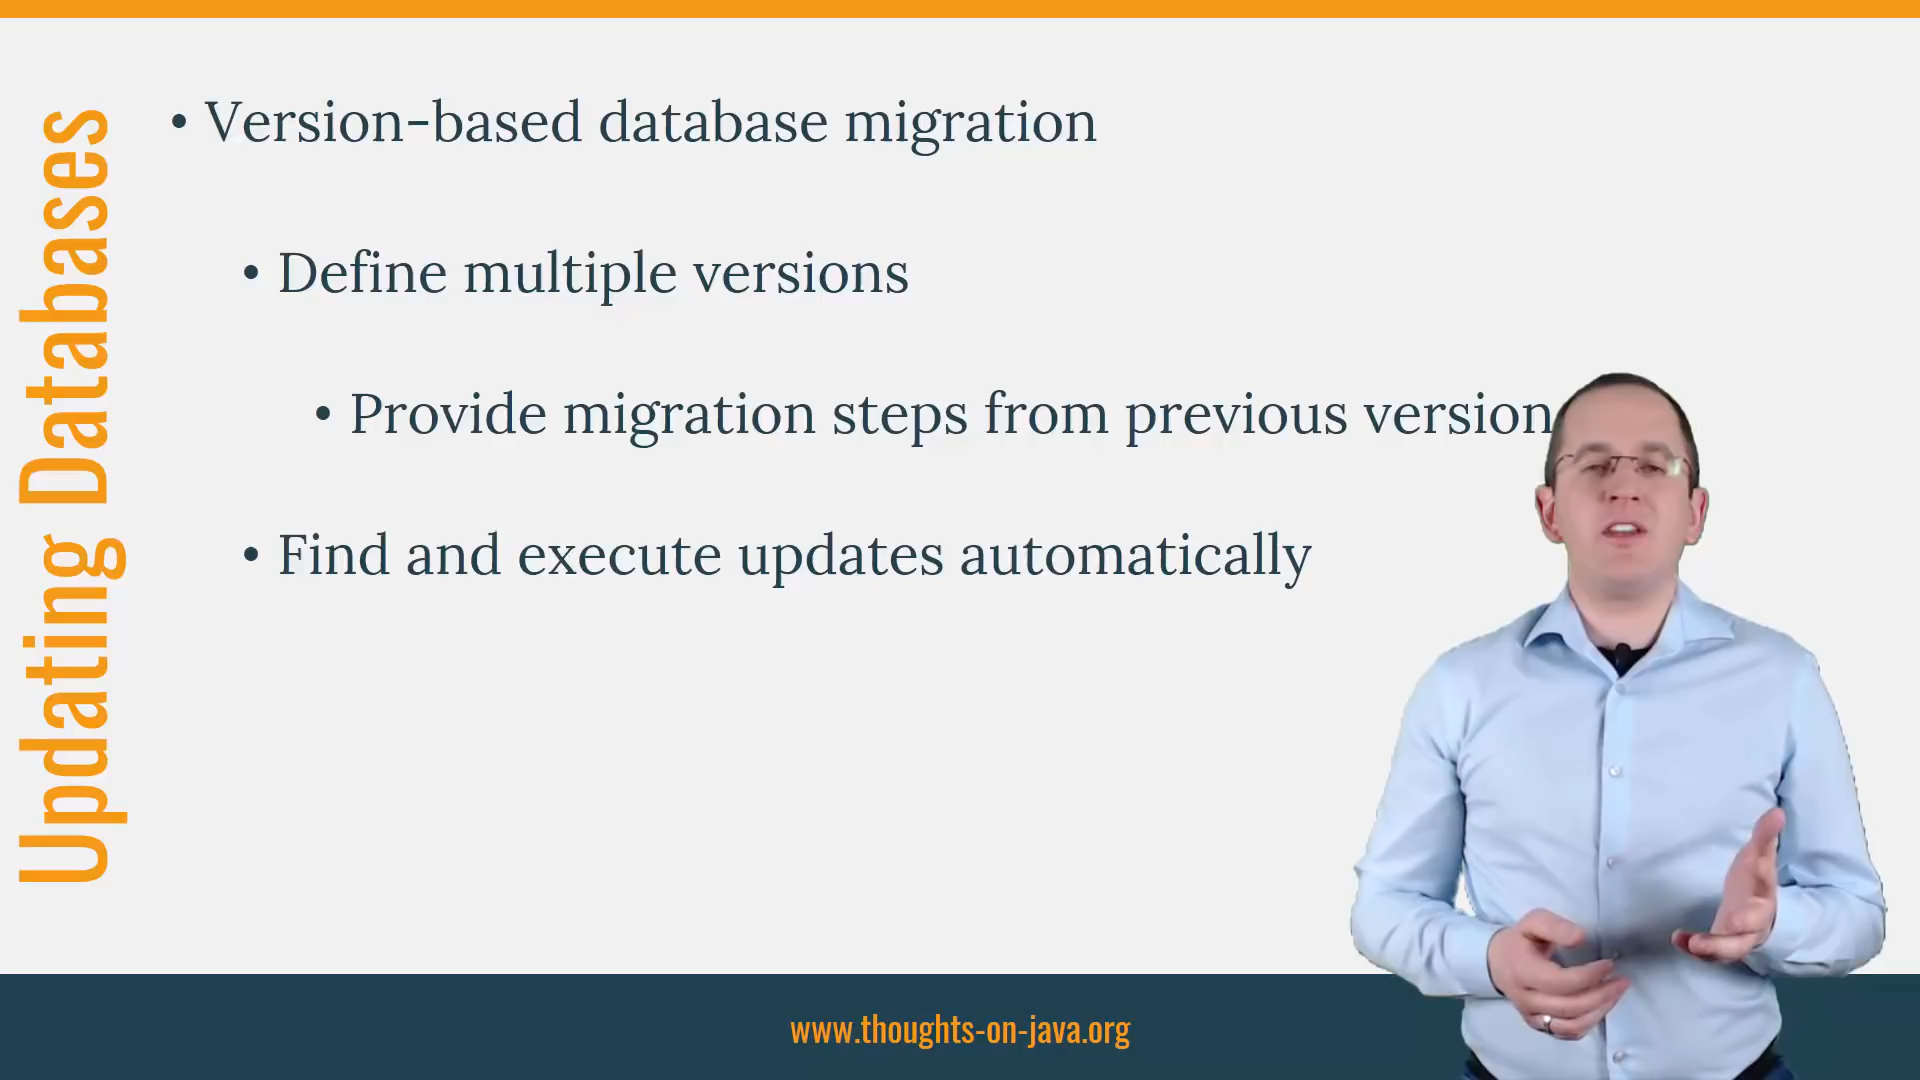 Updating Databases
• Version-based database migration
• Define multiple versions
• Provide migration steps from previous version
• Find and execute updates automatically
www.thoughts-on-java.org